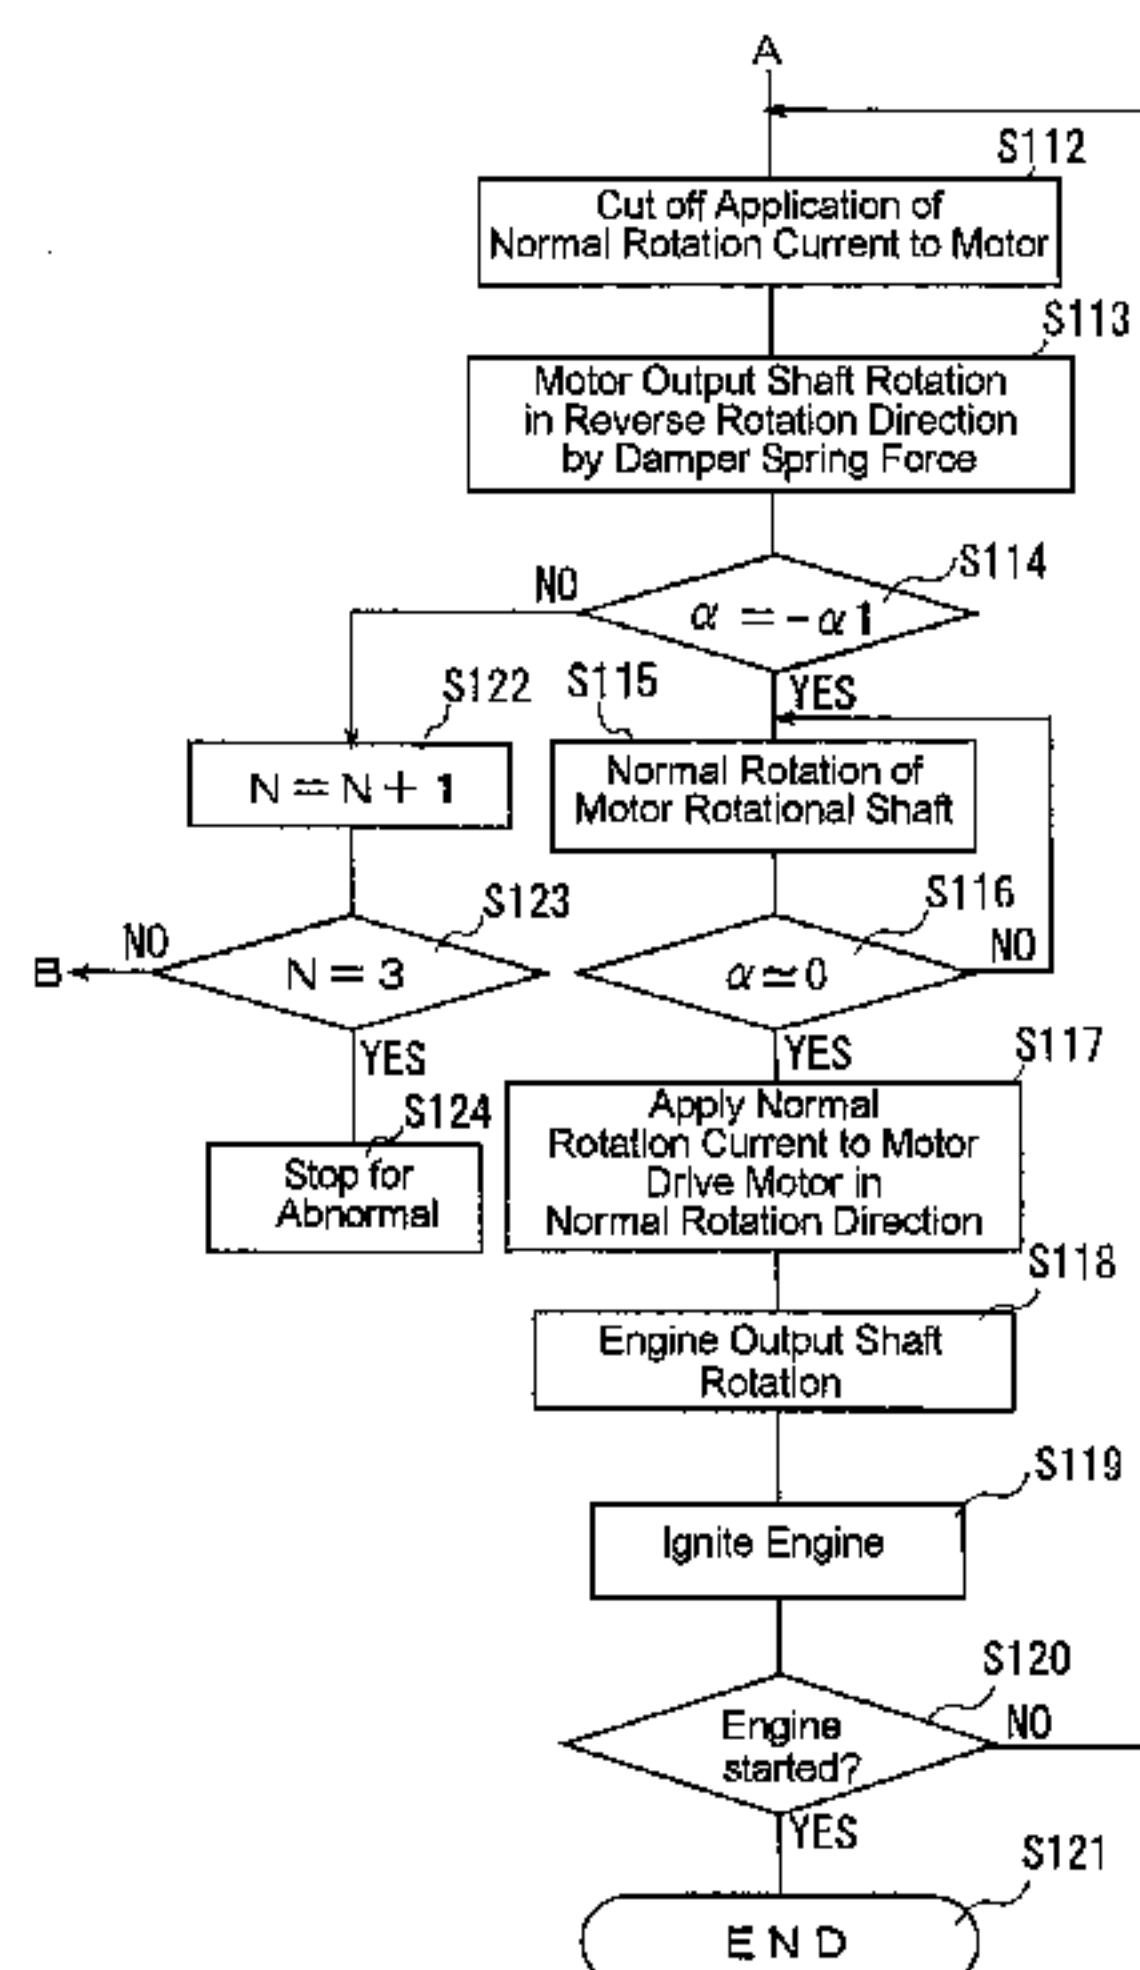 A
S112
Cut off Application of
Normal Rotation Current to Motor
S113
Motor Output Shaft Rotation
in Reverse Rotation Direction
by Damper Spring Force
S114
NO
α = -α1
YES
S122
S115
N = N + 1
Normal Rotation of
Motor Rotational Shaft
S123
S116
B
NO
N = 3
α ≃ 0
NO
YES
YES
S117
S124
Apply Normal
Rotation Current to Motor
Drive Motor in
Normal Rotation Direction
Stop for
Abnormal
S118
Engine Output Shaft
Rotation
S119
Ignite Engine
S120
Engine
started?
NO
YES
S121
END